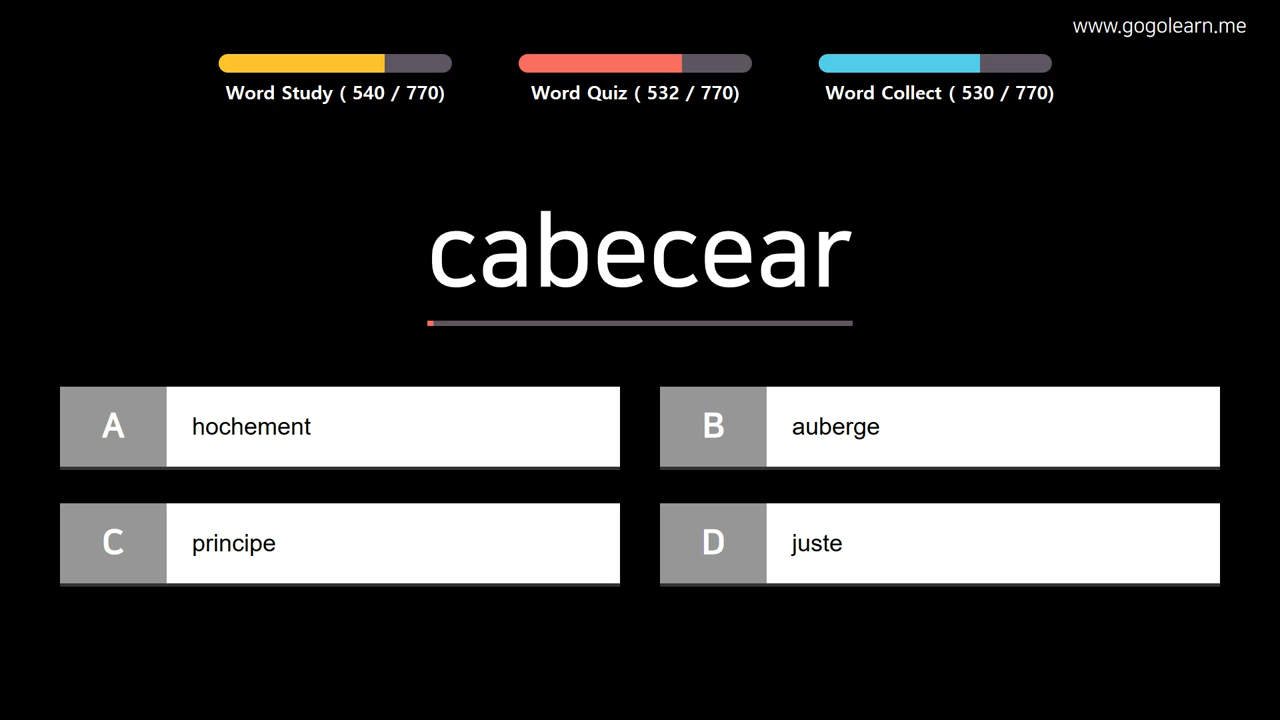 www.gogolearn.me
Word Study ( 540 / 770)
Word Quiz ( 532 / 770)
Word Collect ( 530 / 770)
cabecear
A hochement
B auberge
C principe
D juste